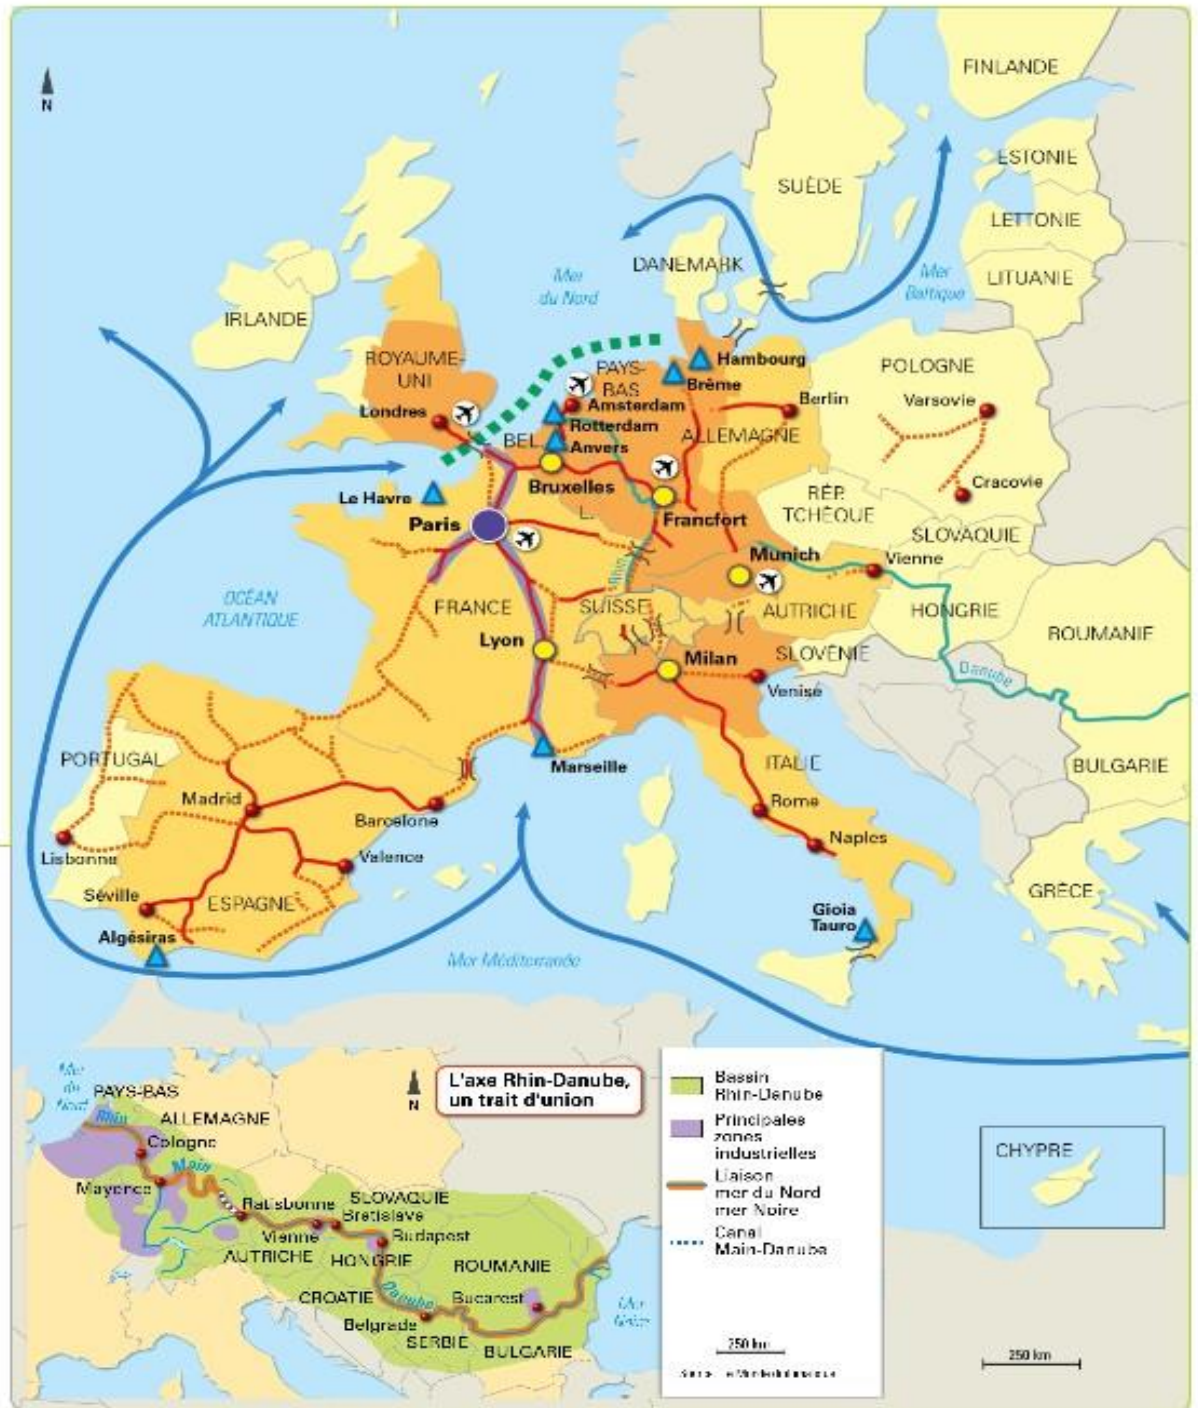 N
FINLANDE
ESTONIE
SUÈDE
LETTONIE
DANEMARK
LITUANIE
Mer
du Nord
Mer
Baltique
IRLANDE
ROYAUME-
UNI
PAYS-
BAS
Hambourg
Brême
POLOGNE
Londres
Amsterdam
Berlin
Varsovie
Rotterdam
BEL.
Anvers
ALLEMAGNE
Le Havre
Bruxelles
Cracovie
Paris
L.
Francfort
RÉP.
TCHÈQUE
SLOVAQUIE
Munich
Vienne
Rhin
OCÉAN
ATLANTIQUE
FRANCE
SUISSE
AUTRICHE
HONGRIE
ROUMANIE
Lyon
Milan
SLOVÉNIE
Danube
Venise
PORTUGAL
Marseille
ITALIE
BULGARIE
Madrid
Barcelone
Rome
Lisbonne
Valence
Naples
Séville
ESPAGNE
GRÈCE
Algésiras
Gioia
Tauro
Mer Méditerranée
CHYPRE
250 km
L'axe Rhin-Danube,
un trait d'union
N
Mer
du
Nord
PAYS-BAS
Rhin
ALLEMAGNE
Cologne
Main
Mayence
Ratisbonne
SLOVAQUIE
Bratislava
Vienne
Budapest
AUTRICHE
HONGRIE
ROUMANIE
CROATIE
Danube
Bucarest
Belgrade
SERBIE
BULGARIE
Mer
Noire
Bassin
Rhin-Danube
Principales
zones
industrielles
Liaison
mer du Nord
mer Noire
Canal
Main-Danube
250 km